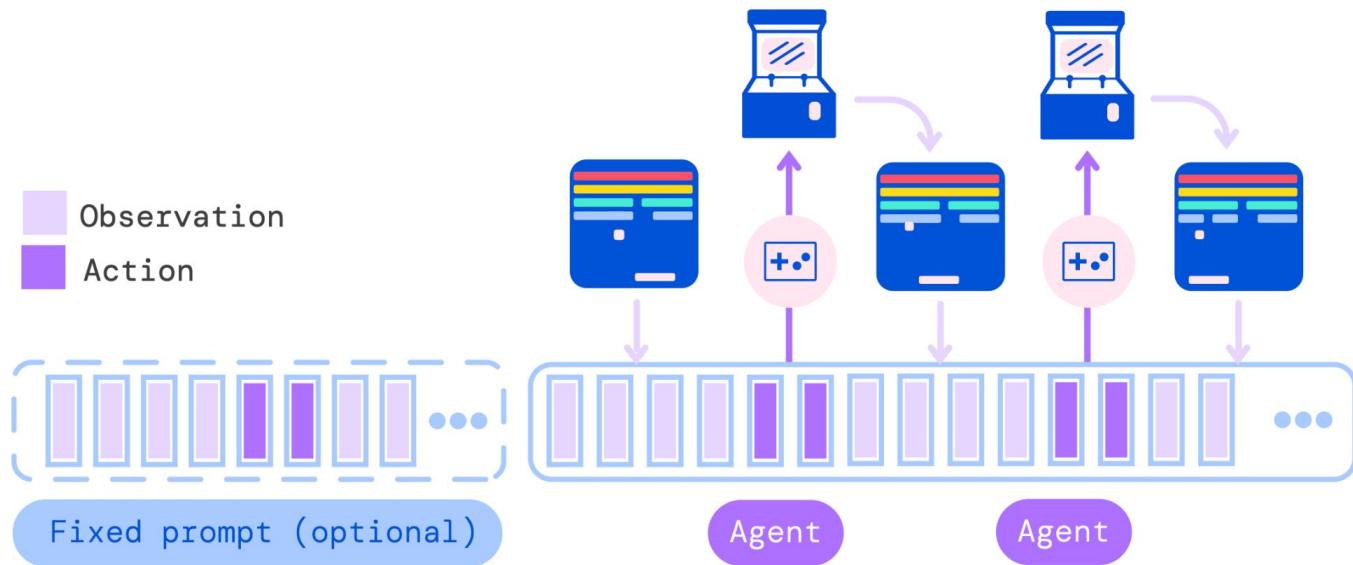 Observation
Action
Fixed prompt (optional)
Agent
Agent